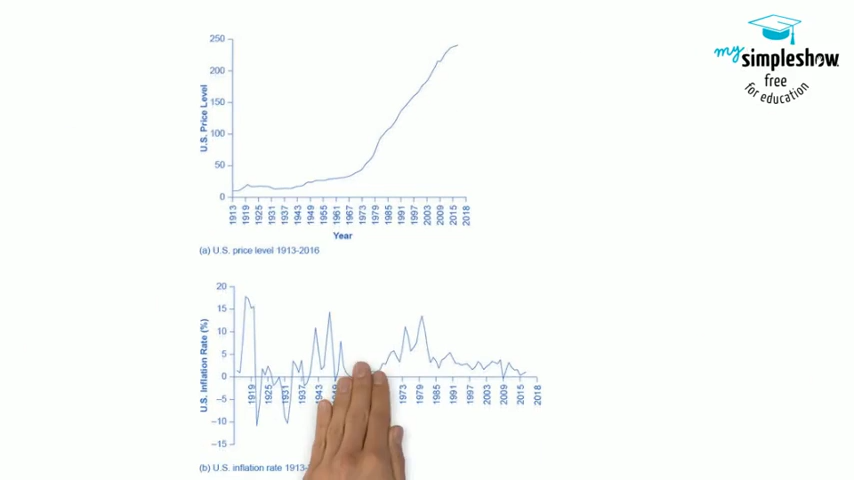 my
simpleshow
free
for education
250
200
150
100
50
0
U.S. Price Level
1913 1919 1925 1931 1937 1943 1949 1955 1961 1967 1973 1979 1985 1991 1997 2003 2009 2015 2018
Year
(a) U.S. price level 1913-2016
20
15
10
5
0
−5
−10
−15
U.S. Inflation Rate (%)
1919 1925 1931 1937 1943 1949 1973 1979 1985 1991 1997 2003 2009 2015 2018
(b) U.S. inflation rate 1913-